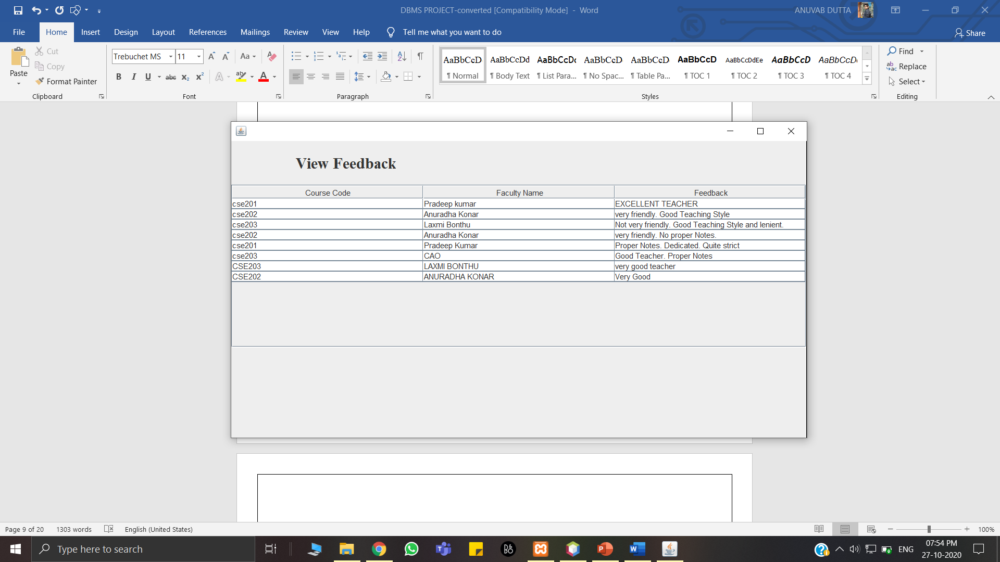 DBMS PROJECT-converted [Compatibility Mode] - Word
ANUVAB DUTTA
File Home Insert Design Layout References Mailings Review View Help Tell me what you want to do
Share
Paste
Cut
Copy
Format Painter
Clipboard
Trebuchet MS 11
Font
Paragraph
AaBbCcD AaBbCcDd AaBbCcDc AaBbCcD AaBbCcD AaBbCcD AaBbCcDdEe AaBbCcD AaBbCcDc
¶ Normal ¶ Body Text ¶ List Para... ¶ No Spac... ¶ Table Pa... ¶ TOC 1 ¶ TOC 2 ¶ TOC 3 ¶ TOC 4
Styles
Find
Replace
Select
Editing
View Feedback
Course Code Faculty Name Feedback
cse201 Pradeep kumar EXCELLENT TEACHER
cse202 Anuradha Konar very friendly. Good Teaching Style
cse203 Laxmi Bonthu Not very friendly. Good Teaching Style and lenient.
cse202 Anuradha Konar very friendly. No proper Notes.
cse201 Pradeep Kumar Proper Notes. Dedicated. Quite strict
cse203 CAO Good Teacher. Proper Notes
CSE203 LAXMI BONTHU very good teacher
CSE202 ANURADHA KONAR Very Good
Page 9 of 20 1303 words English (United States) 100%
Type here to search
ENG
07:54 PM
27-10-2020